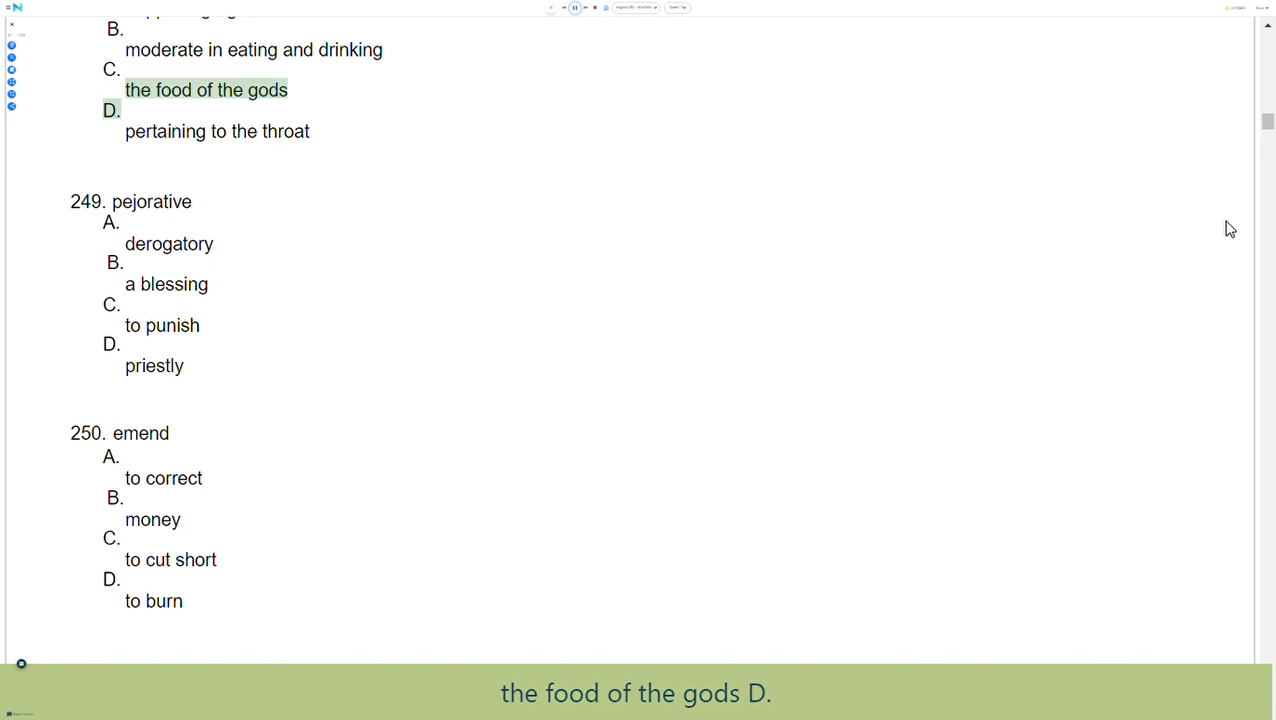 B.
moderate in eating and drinking
C.
the food of the gods
D.
pertaining to the throat
249. pejorative
A.
derogatory
B.
a blessing
C.
to punish
D.
priestly
250. emend
A.
to correct
B.
money
C.
to cut short
D.
to burn
the food of the gods D.